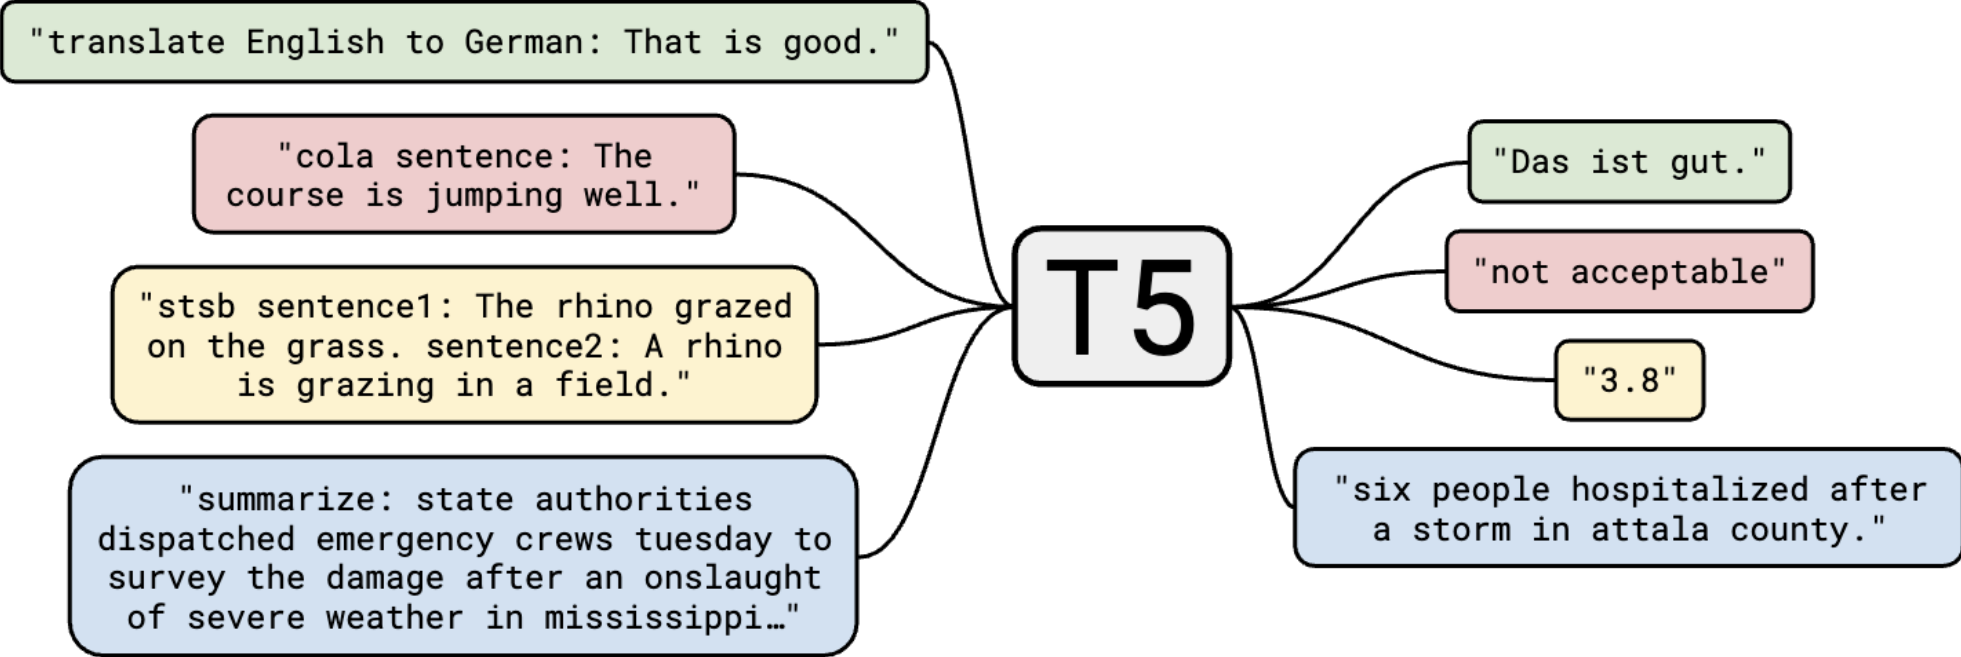 "translate English to German: That is good."
"cola sentence: The
course is jumping well."
"stsb sentence1: The rhino grazed
on the grass. sentence2: A rhino
is grazing in a field."
"summarize: state authorities
dispatched emergency crews tuesday to
survey the damage after an onslaught
of severe weather in mississippi…"
T5
"Das ist gut."
"not acceptable"
"3.8"
"six people hospitalized after
a storm in attala county."